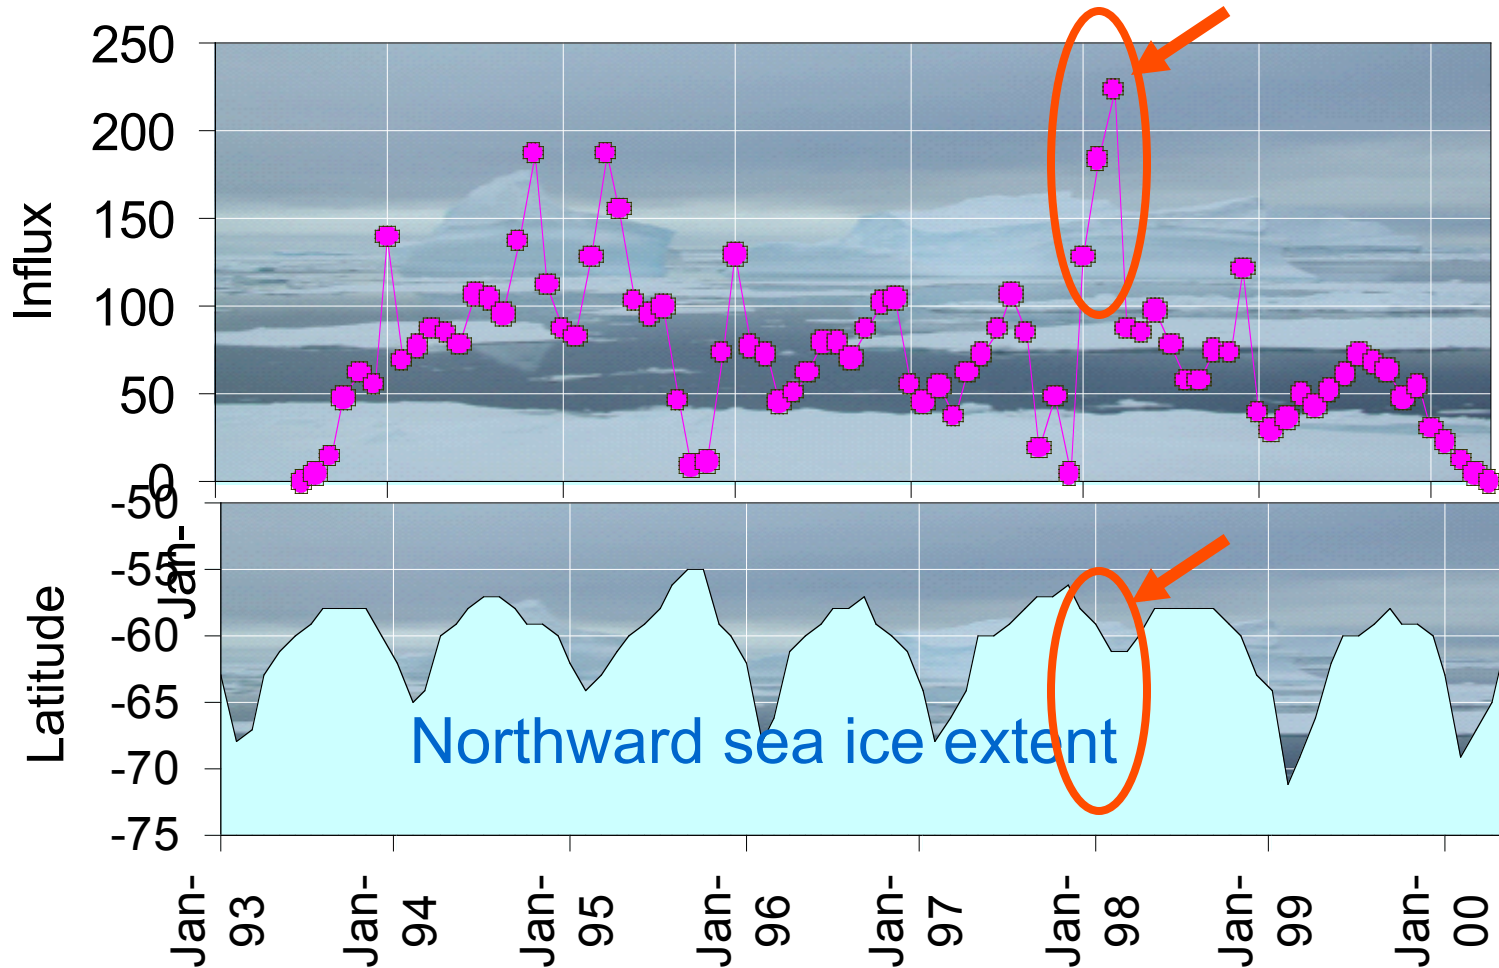 250
200
150
100
50
0
Influx
-50
Jan-
-55
-60
-65
-70
-75
Latitude
Northward sea ice extent
Jan-
93
Jan-
94
Jan-
95
Jan-
96
Jan-
97
Jan-
98
Jan-
99
Jan-
00